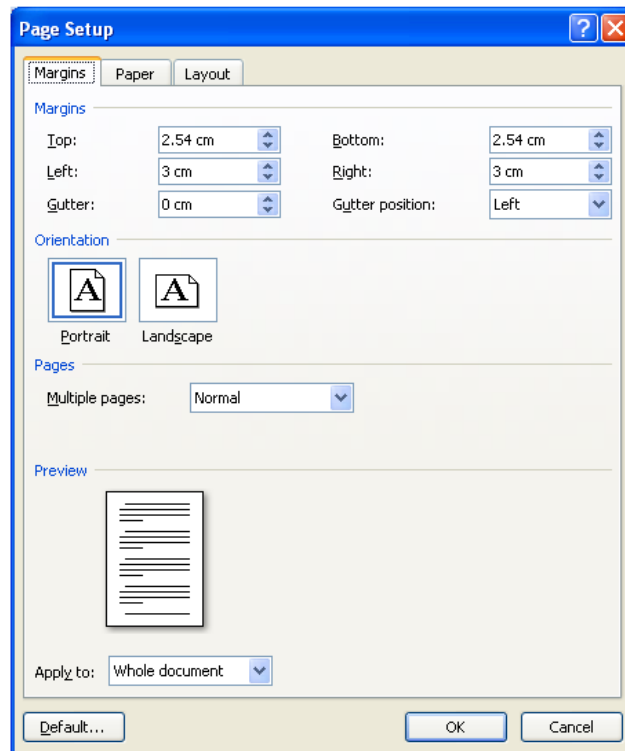 Page Setup
Margins Paper Layout
Margins
Top: 2.54 cm Bottom: 2.54 cm
Left: 3 cm Right: 3 cm
Gutter: 0 cm Gutter position: Left
Orientation
A A
Portrait Landscape
Pages
Multiple pages: Normal
Preview
Apply to: Whole document
Default... OK Cancel